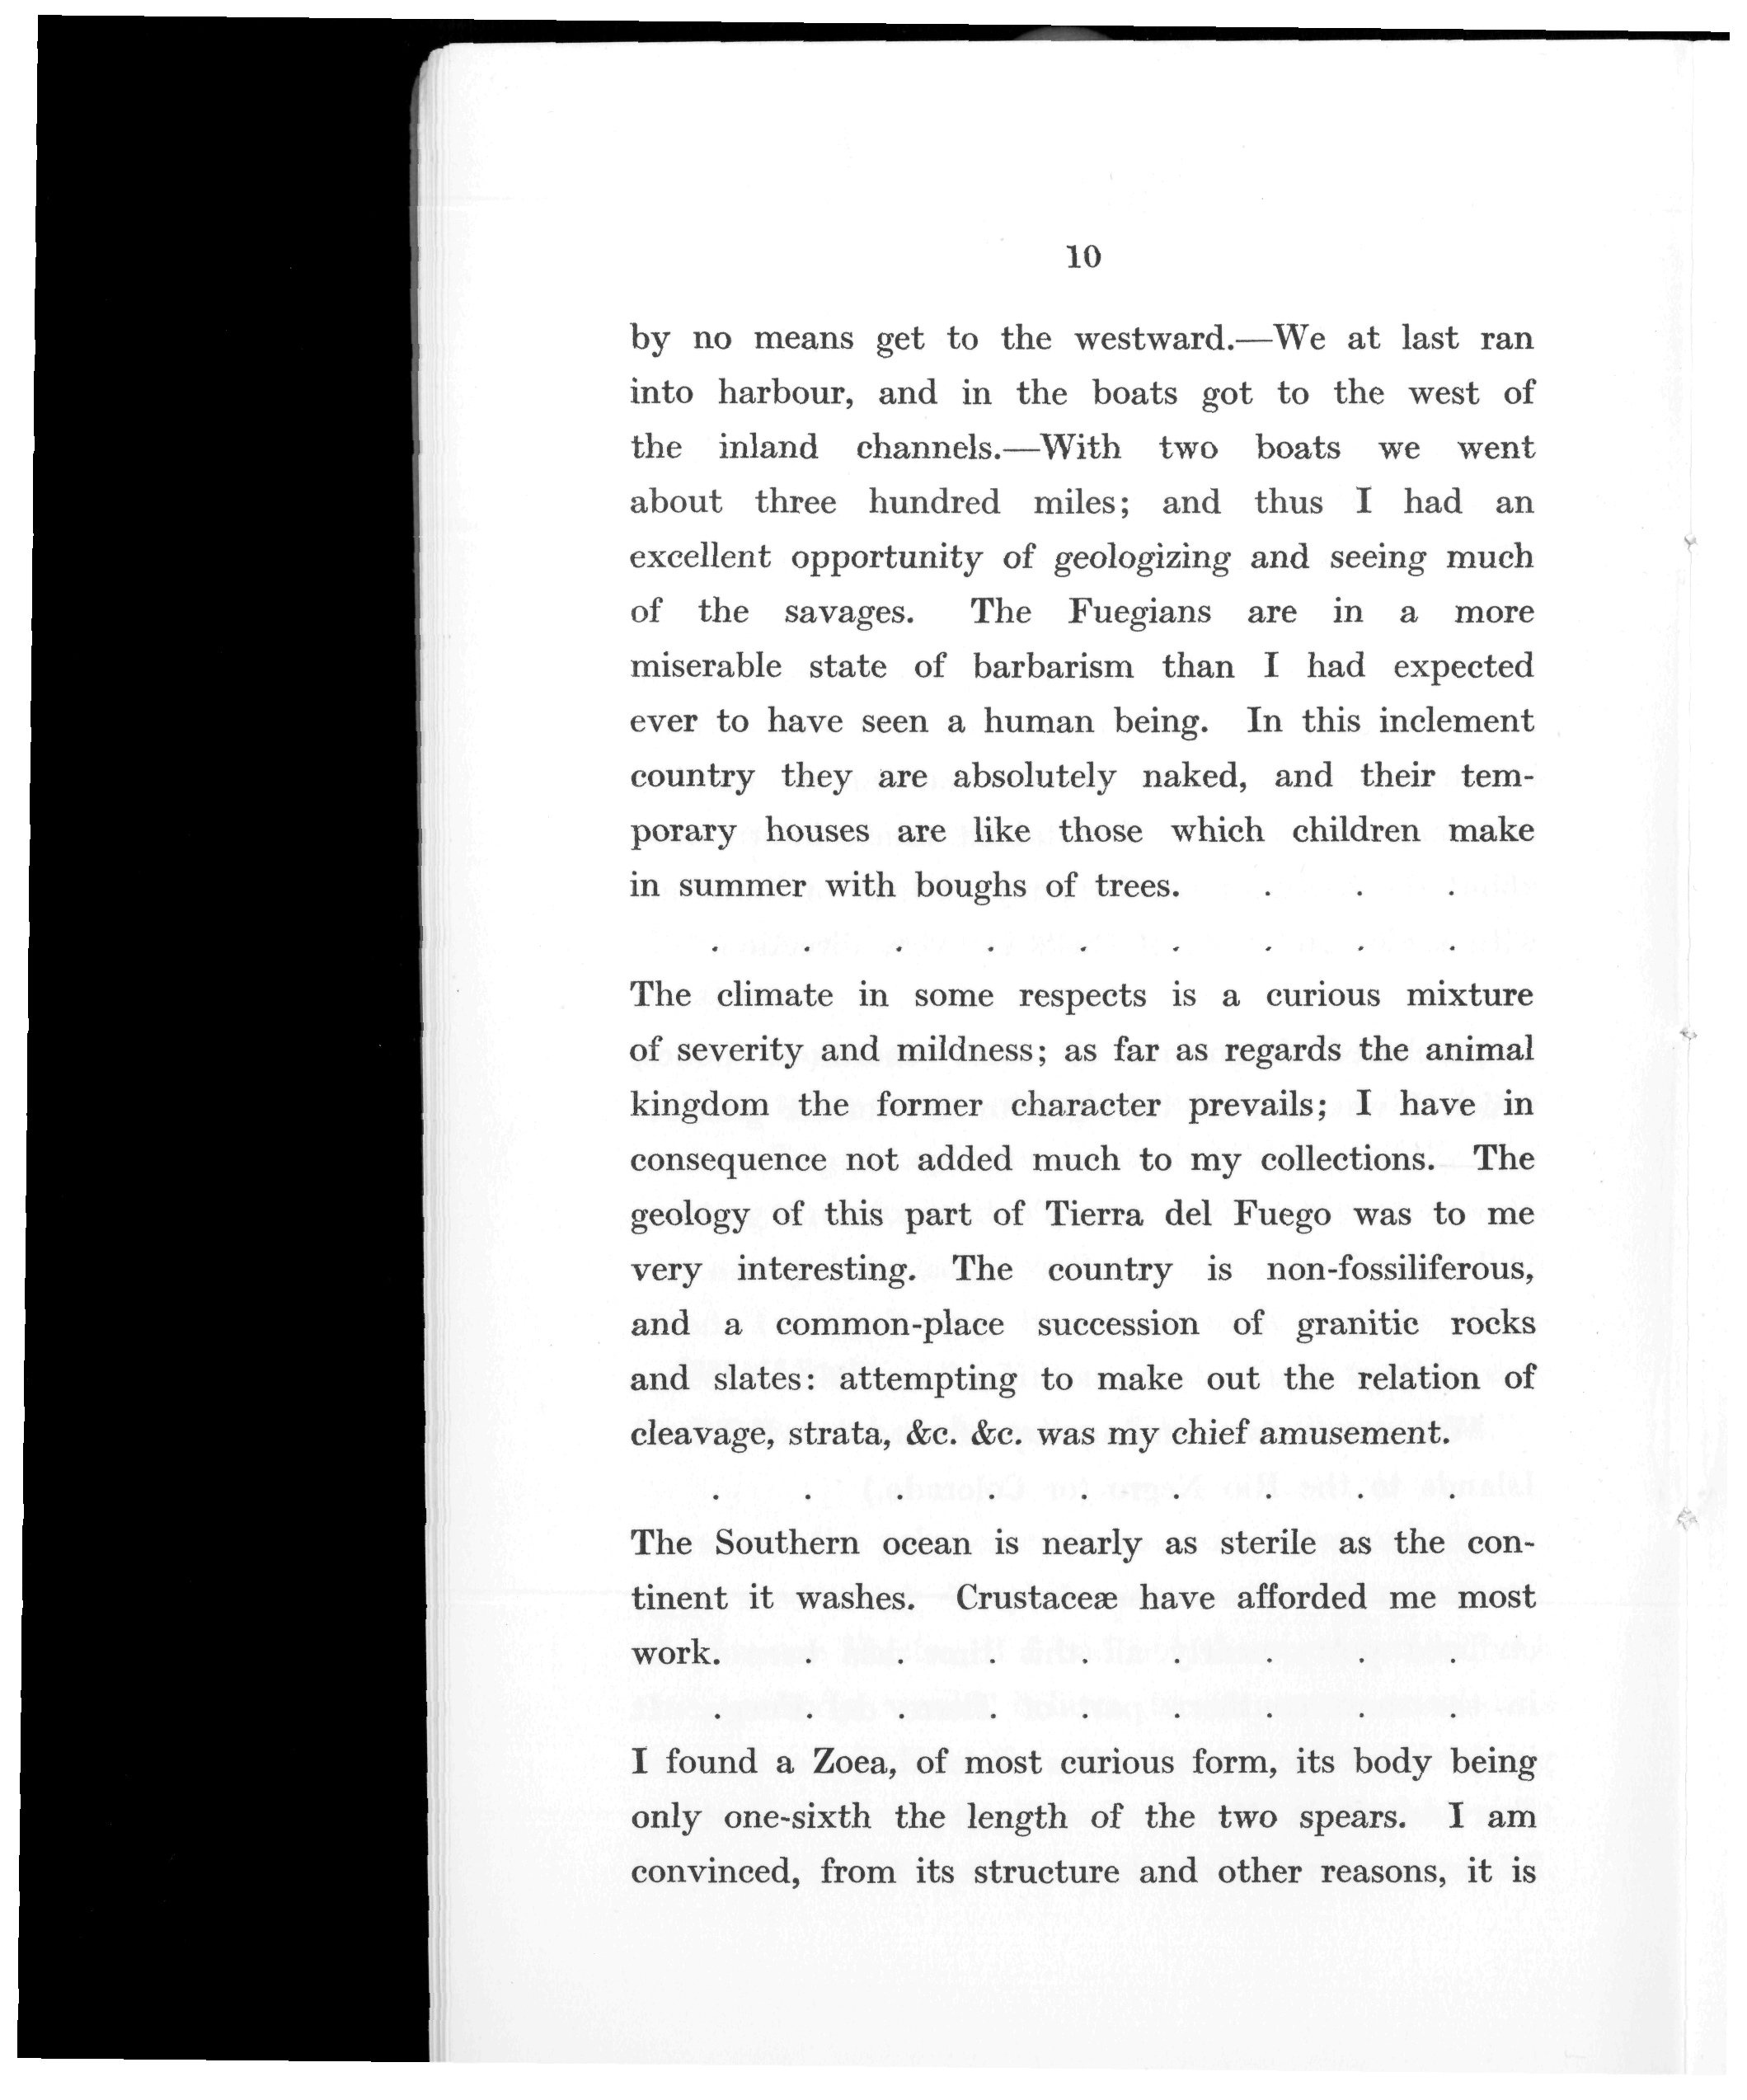 10
by no means get to the westward.—We at last ran
into harbour, and in the boats got to the west of
the inland channels.—With two boats we went
about three hundred miles; and thus I had an
excellent opportunity of geologizing and seeing much
of the savages. The Fuegians are in a more
miserable state of barbarism than I had expected
ever to have seen a human being. In this inclement
country they are absolutely naked, and their tem-
porary houses are like those which children make
in summer with boughs of trees. . . .
. . . . . . . . .
The climate in some respects is a curious mixture
of severity and mildness; as far as regards the animal
kingdom the former character prevails; I have in
consequence not added much to my collections. The
geology of this part of Tierra del Fuego was to me
very interesting. The country is non-fossiliferous,
and a common-place succession of granitic rocks
and slates: attempting to make out the relation of
cleavage, strata, &c. &c. was my chief amusement.
. . . . . . . . .
The Southern ocean is nearly as sterile as the con-
tinent it washes. Crustaceæ have afforded me most
work. . . . . . . . .
. . . . . . . . .
I found a Zoea, of most curious form, its body being
only one-sixth the length of the two spears. I am
convinced, from its structure and other reasons, it is